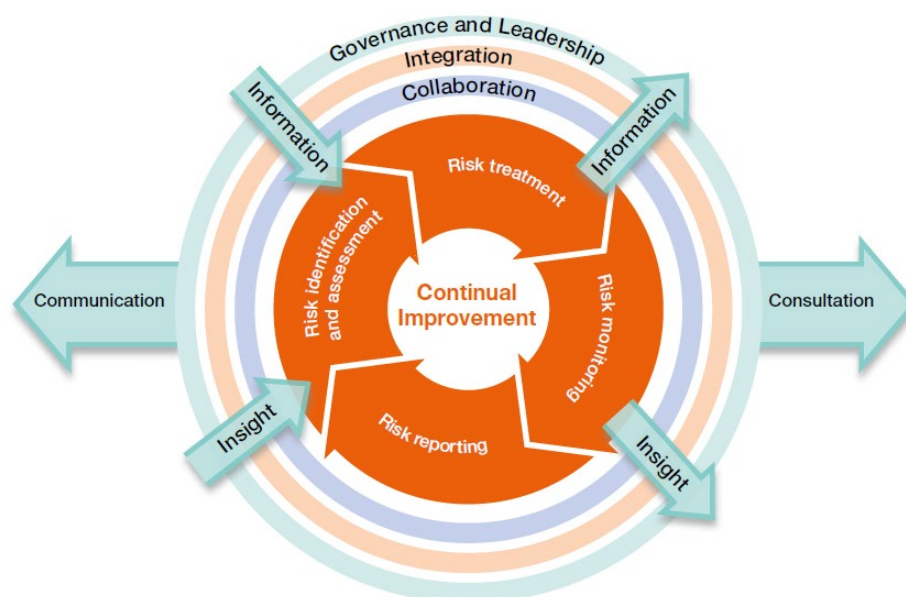 Governance and Leadership
Integration
Collaboration
Information
Information
Risk treatment
Risk identification
and assessment
Continual
Improvement
Risk monitoring
Communication
Consultation
Insight
Risk reporting
Insight